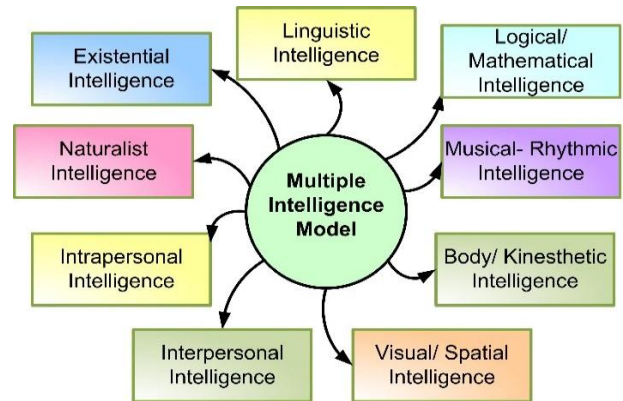 Linguistic
Intelligence
Logical/
Mathematical
Intelligence
Existential
Intelligence
Musical- Rhythmic
Intelligence
Naturalist
Intelligence
Multiple
Intelligence
Model
Body/ Kinesthetic
Intelligence
Intrapersonal
Intelligence
Interpersonal
Intelligence
Visual/ Spatial
Intelligence